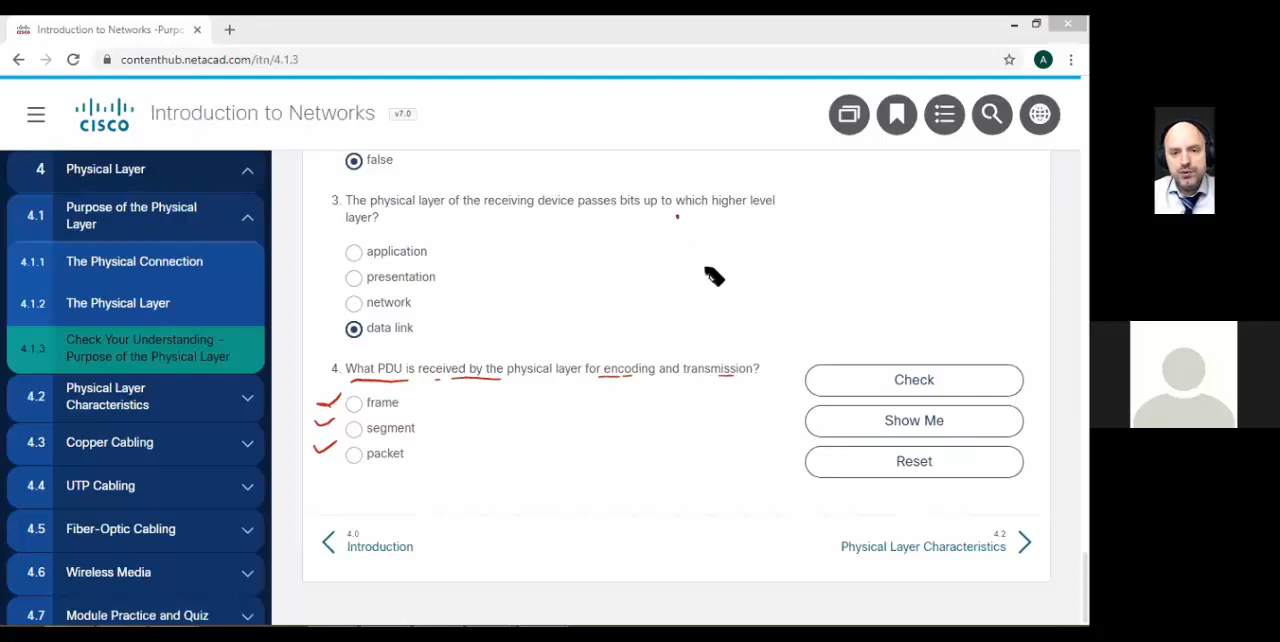 Introduction to Networks -Purpo
contenthub.netacad.com/itn/4.1.3
A
CISCO
Introduction to Networks
v7.0
4 Physical Layer
4.1 Purpose of the Physical
Layer
4.1.1 The Physical Connection
4.1.2 The Physical Layer
4.1.3 Check Your Understanding -
Purpose of the Physical Layer
4.2 Physical Layer
Characteristics
4.3 Copper Cabling
4.4 UTP Cabling
4.5 Fiber-Optic Cabling
4.6 Wireless Media
4.7 Module Practice and Quiz
false
3. The physical layer of the receiving device passes bits up to which higher level
layer?
application
presentation
network
data link
4. What PDU is received by the physical layer for encoding and transmission?
frame
segment
packet
Check
Show Me
Reset
4.0
Introduction
4.2
Physical Layer Characteristics